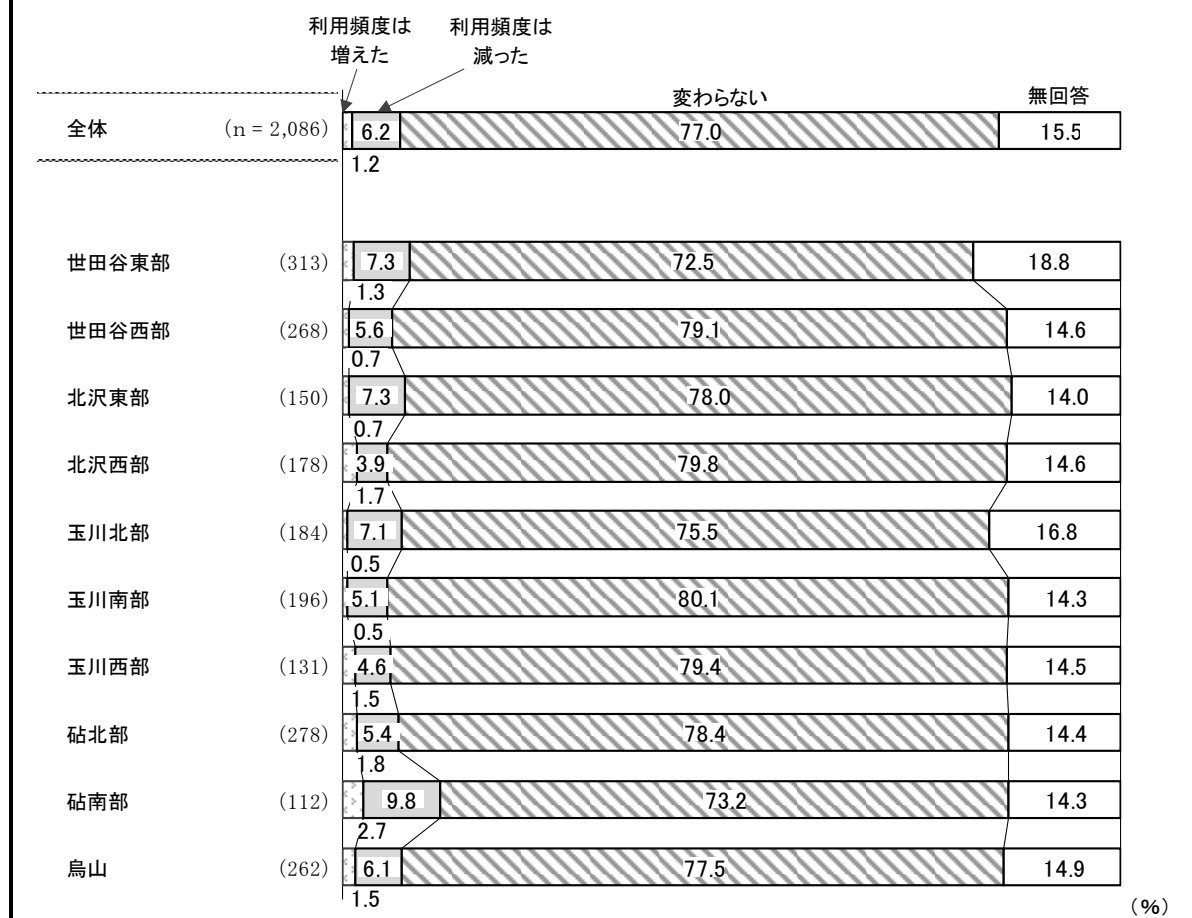 利用頻度は 利用頻度は
増えた 減った
変わらない 無回答
全体 (n = 2,086) 6.2 77.0 15.5
1.2
世田谷東部 (313) 7.3 72.5 18.8
1.3
世田谷西部 (268) 5.6 79.1 14.6
0.7
北沢東部 (150) 7.3 78.0 14.0
0.7
北沢西部 (178) 3.9 79.8 14.6
1.7
玉川北部 (184) 7.1 75.5 16.8
0.5
玉川南部 (196) 5.1 80.1 14.3
0.5
玉川西部 (131) 4.6 79.4 14.5
1.5
砧北部 (278) 5.4 78.4 14.4
1.8
砧南部 (112) 9.8 73.2 14.3
2.7
烏山 (262) 6.1 77.5 14.9
1.5
(%)